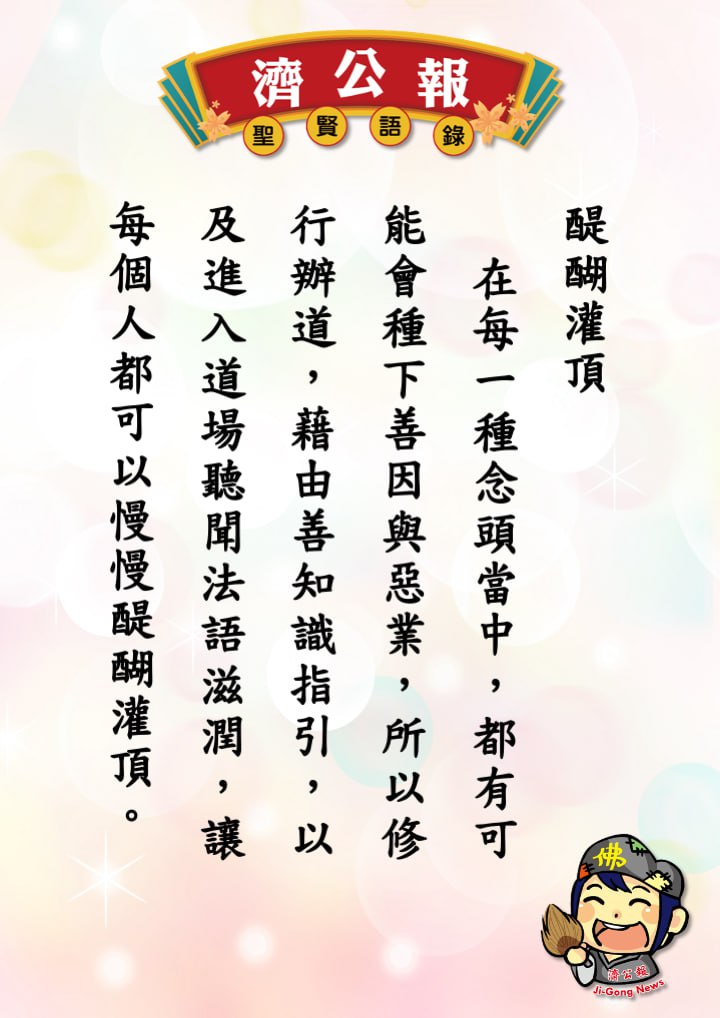 濟公報
聖賢語錄
醍醐灌頂
在每一種念頭當中，都有可
能會種下善因與惡業，所以修
行辦道，藉由善知識指引，以
及進入道場聽聞法語滋潤，讓
每個人都可以慢慢醍醐灌頂。
佛
濟公報
Ji-Gong News